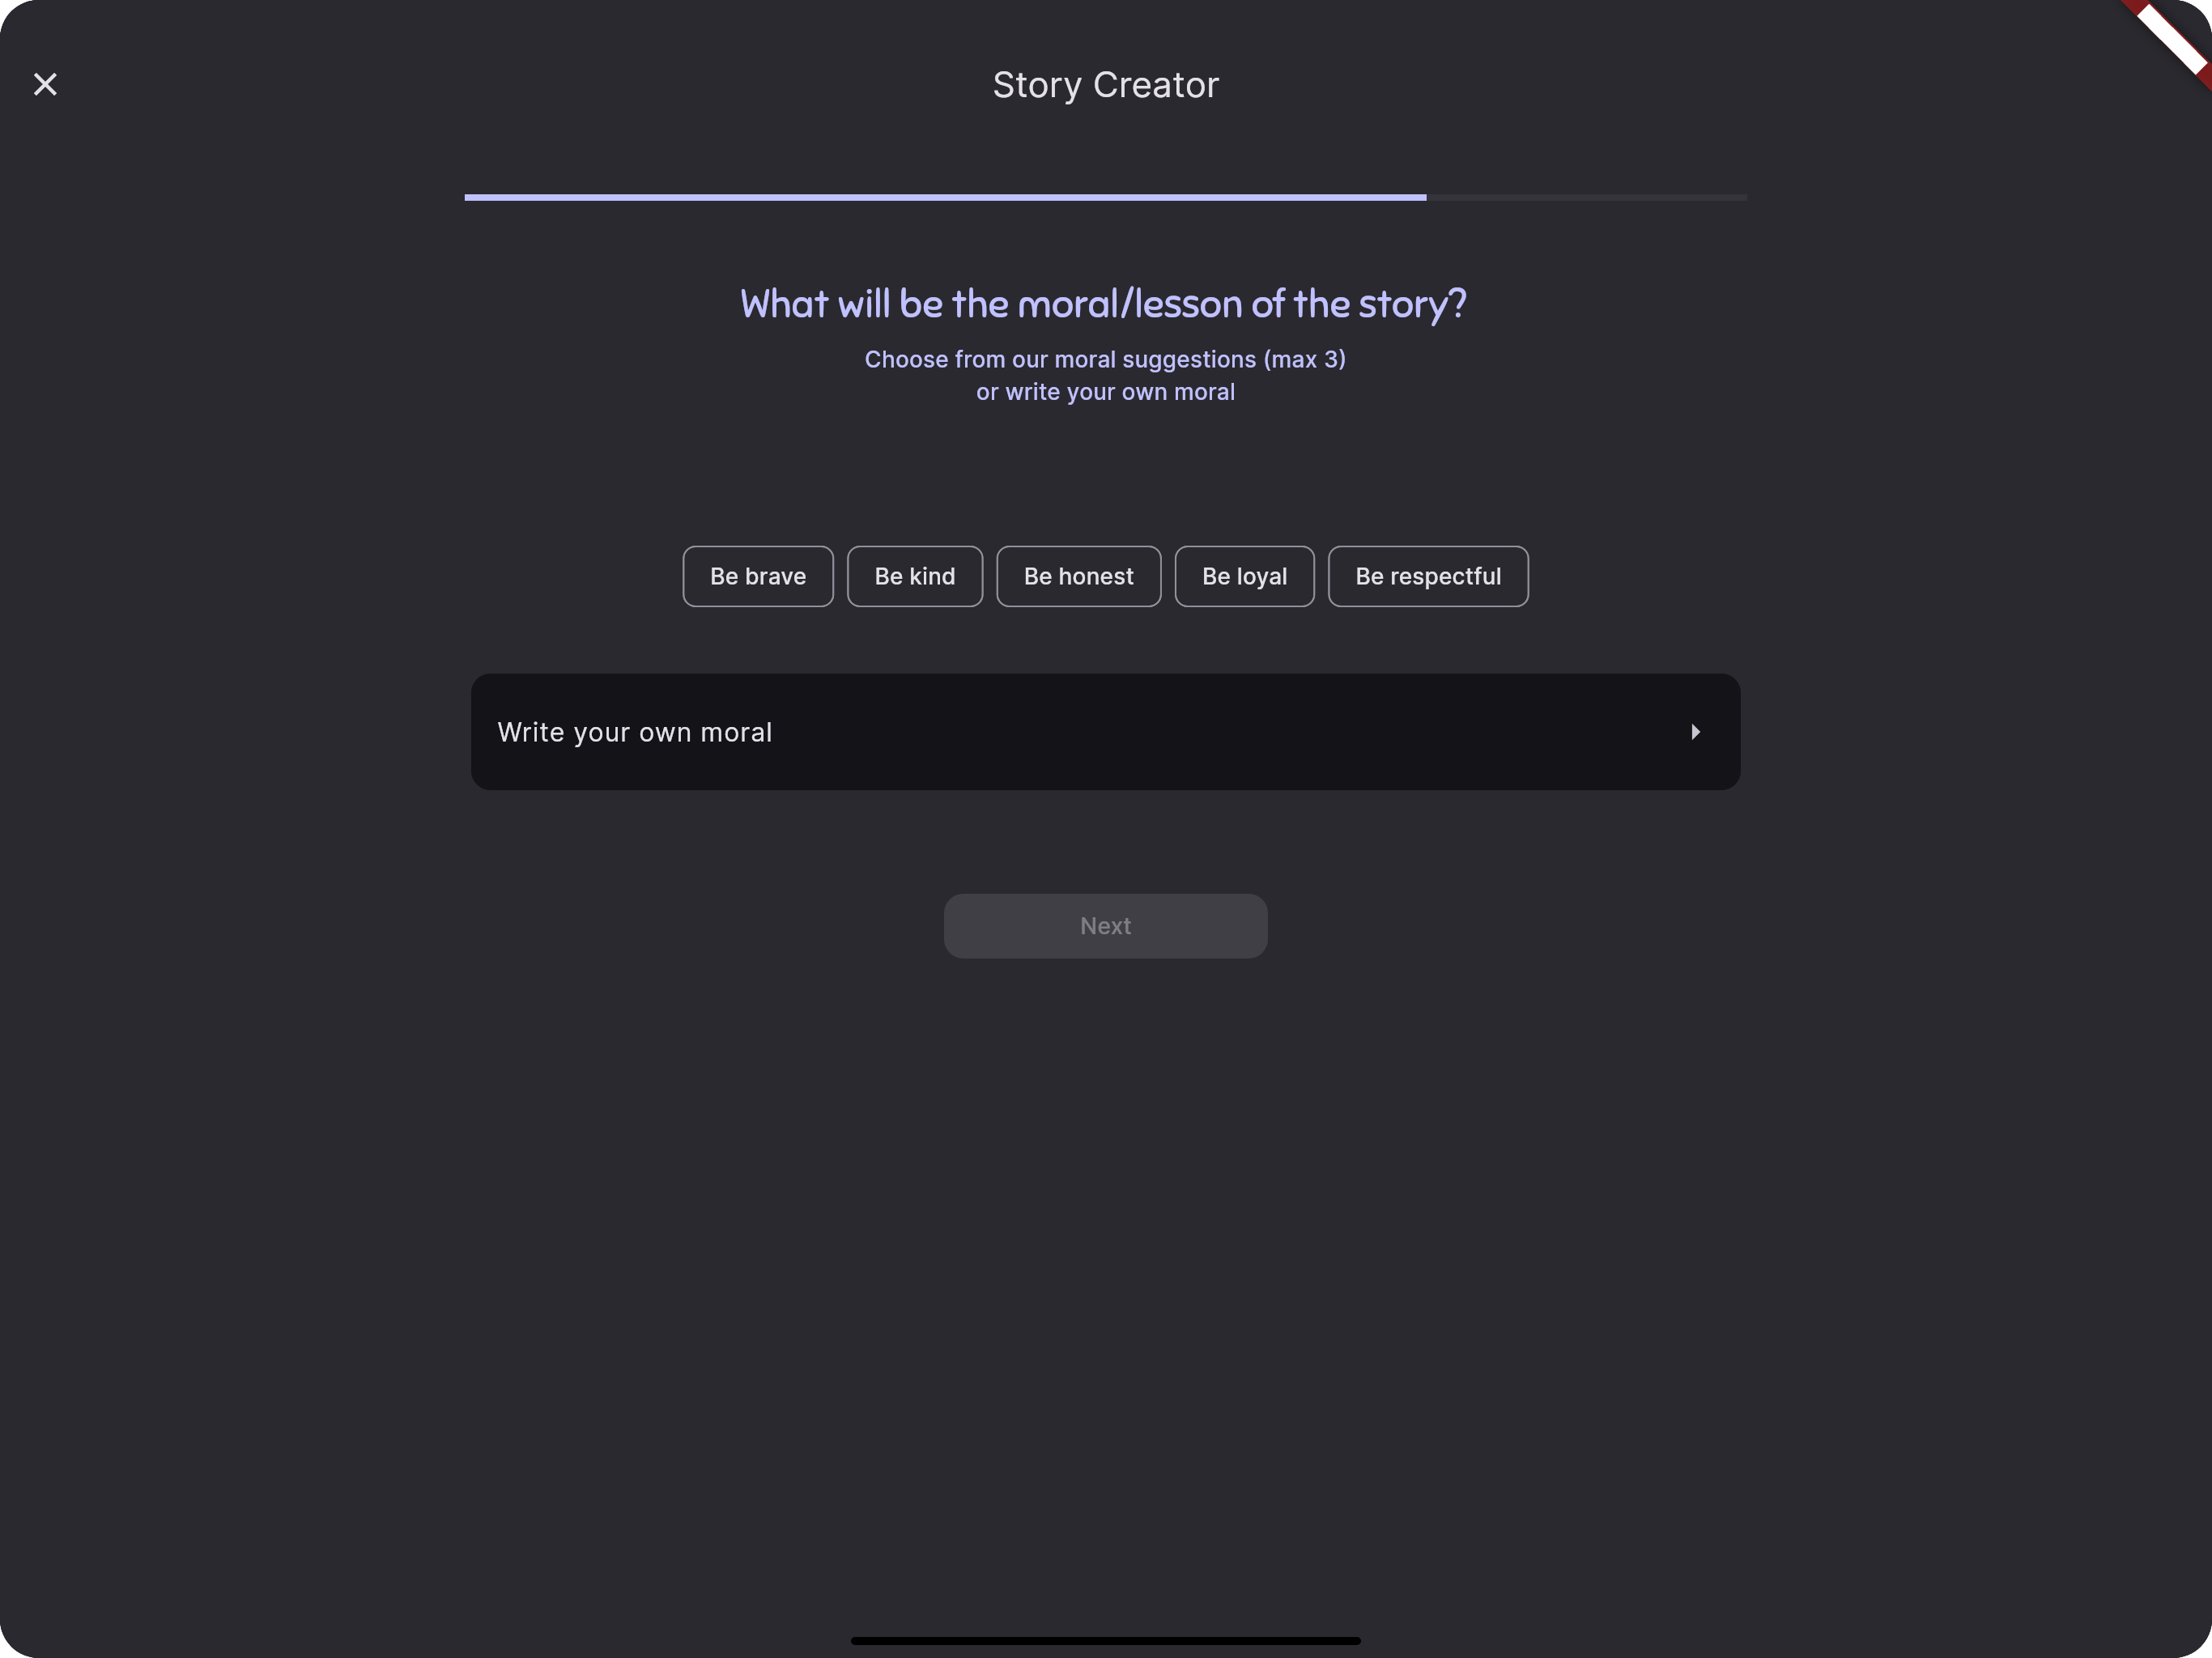 Story Creator
What will be the moral/lesson of the story?
Choose from our moral suggestions (max 3)
or write your own moral
Be brave Be kind Be honest Be loyal Be respectful
Write your own moral
Next